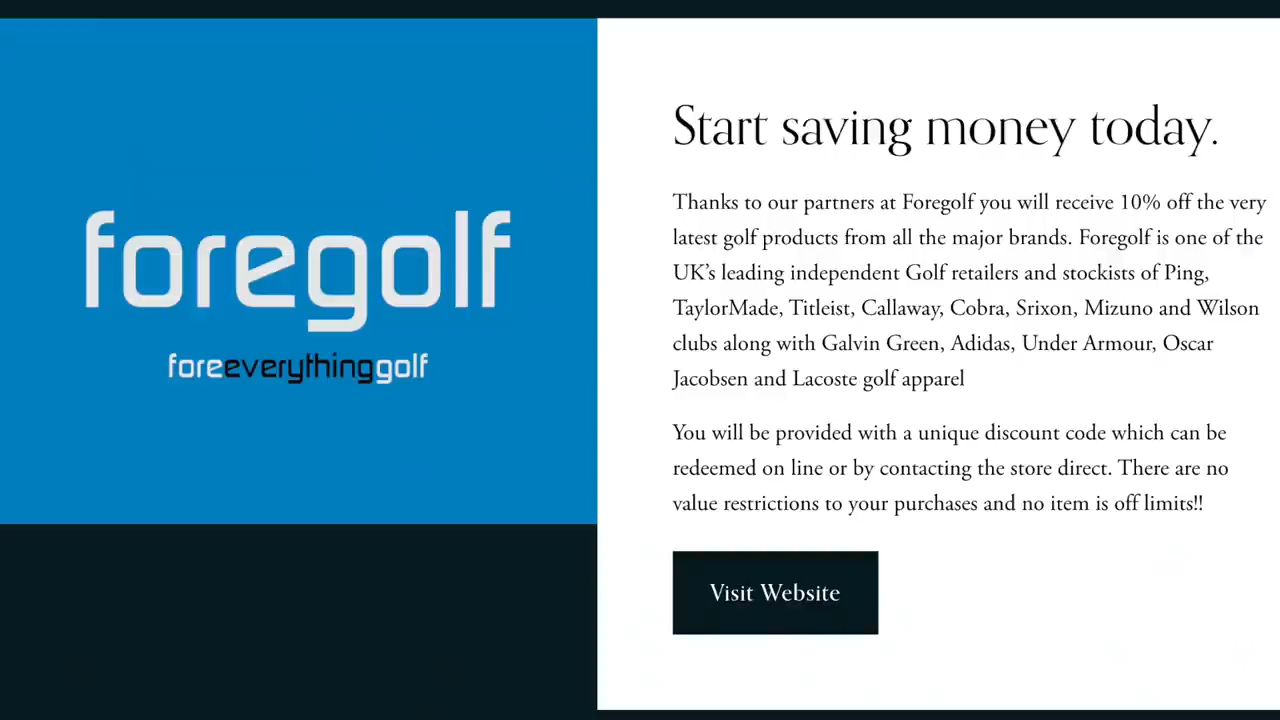 foregolf
foreeverythinggolf
Start saving money today.
Thanks to our partners at Foregolf you will receive 10% off the very
latest golf products from all the major brands. Foregolf is one of the
UK’s leading independent Golf retailers and stockists of Ping,
TaylorMade, Titleist, Callaway, Cobra, Srixon, Mizuno and Wilson
clubs along with Galvin Green, Adidas, Under Armour, Oscar
Jacobsen and Lacoste golf apparel
You will be provided with a unique discount code which can be
redeemed on line or by contacting the store direct. There are no
value restrictions to your purchases and no item is off limits!!
Visit Website